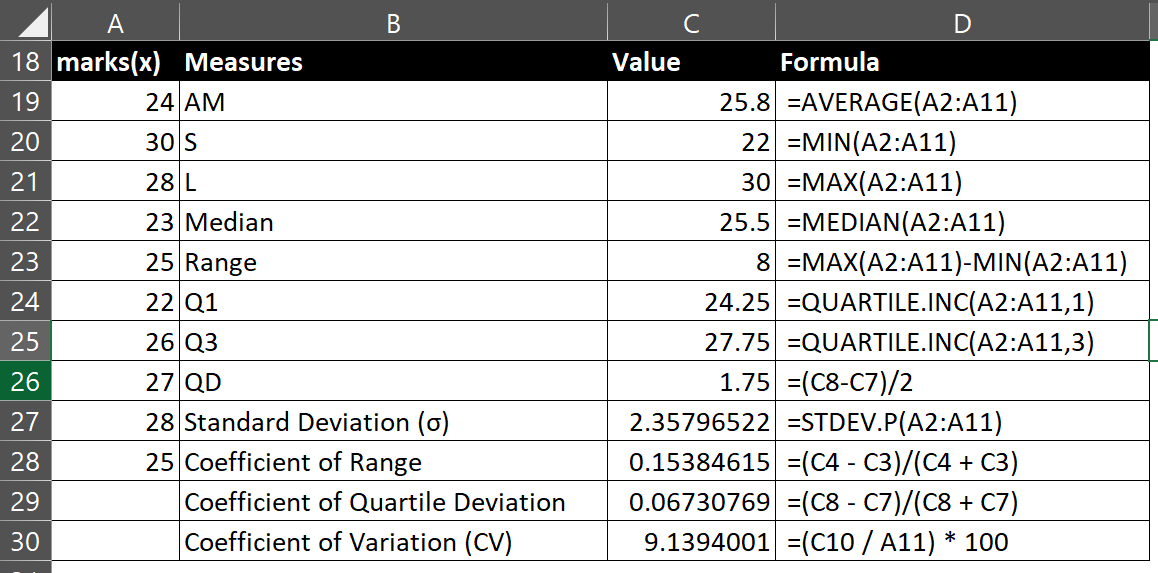 A B C D
18 marks(x) Measures Value Formula
19 24 AM 25.8 =AVERAGE(A2:A11)
20 30 S 22 =MIN(A2:A11)
21 28 L 30 =MAX(A2:A11)
22 23 Median 25.5 =MEDIAN(A2:A11)
23 25 Range 8 =MAX(A2:A11)-MIN(A2:A11)
24 22 Q1 24.25 =QUARTILE.INC(A2:A11,1)
25 26 Q3 27.75 =QUARTILE.INC(A2:A11,3)
26 27 QD 1.75 =(C8-C7)/2
27 28 Standard Deviation (σ) 2.35796522 =STDEV.P(A2:A11)
28 25 Coefficient of Range 0.15384615 =(C4 - C3)/(C4 + C3)
29 Coefficient of Quartile Deviation 0.06730769 =(C8 - C7)/(C8 + C7)
30 Coefficient of Variation (CV) 9.1394001 =(C10 / A11) * 100